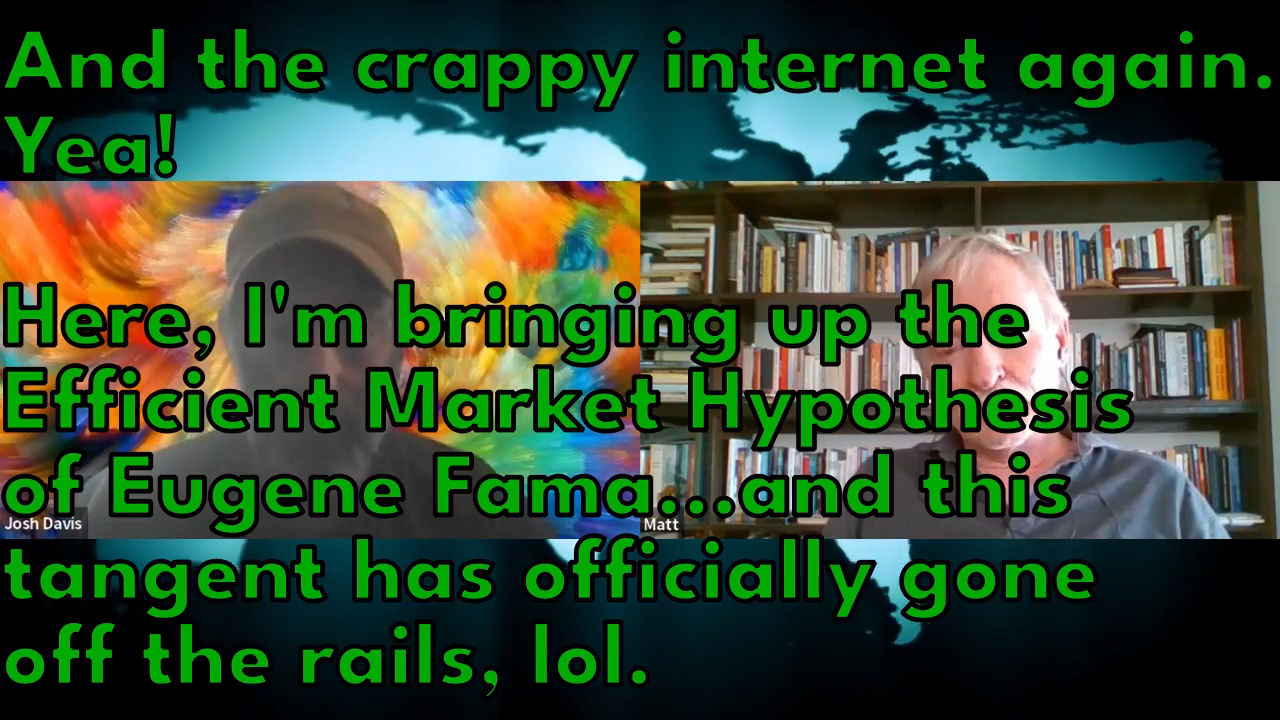 And the crappy internet again.
Yea!
Here, I'm bringing up the
Efficient Market Hypothesis
of Eugene Fama...and this
Josh Davis
Matt
tangent has officially gone
off the rails, lol.